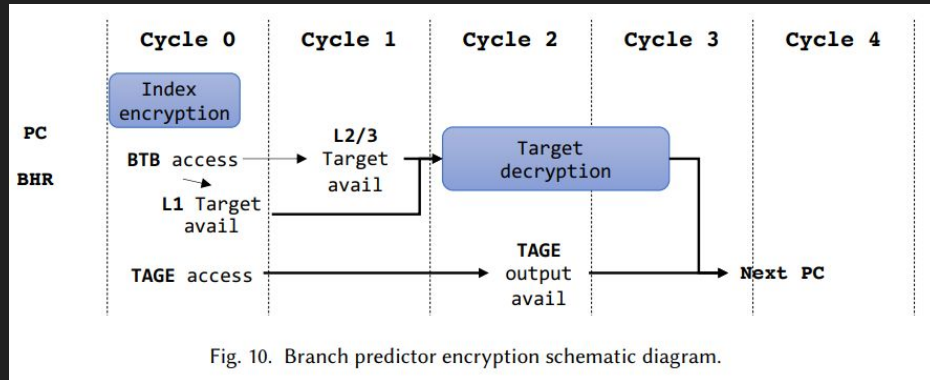 Cycle 0 Cycle 1 Cycle 2 Cycle 3 Cycle 4
Index
encryption
PC
BHR
BTB access
L1 Target
avail
L2/3
Target
avail
Target
decryption
TAGE access
TAGE
output
avail
Next PC
Fig. 10. Branch predictor encryption schematic diagram.